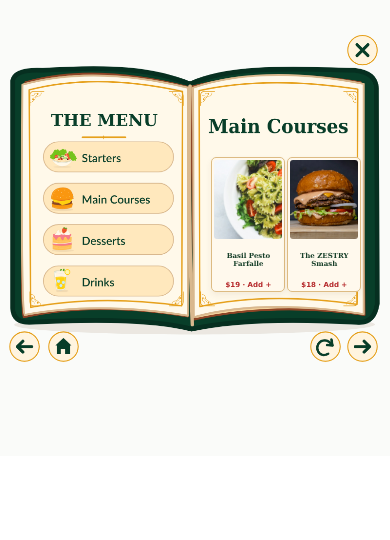 THE MENU
Starters
Main Courses
Desserts
Drinks
Main Courses
Basil Pesto
Farfalle
$19 · Add +
The ZESTRY
Smash
$18 · Add +